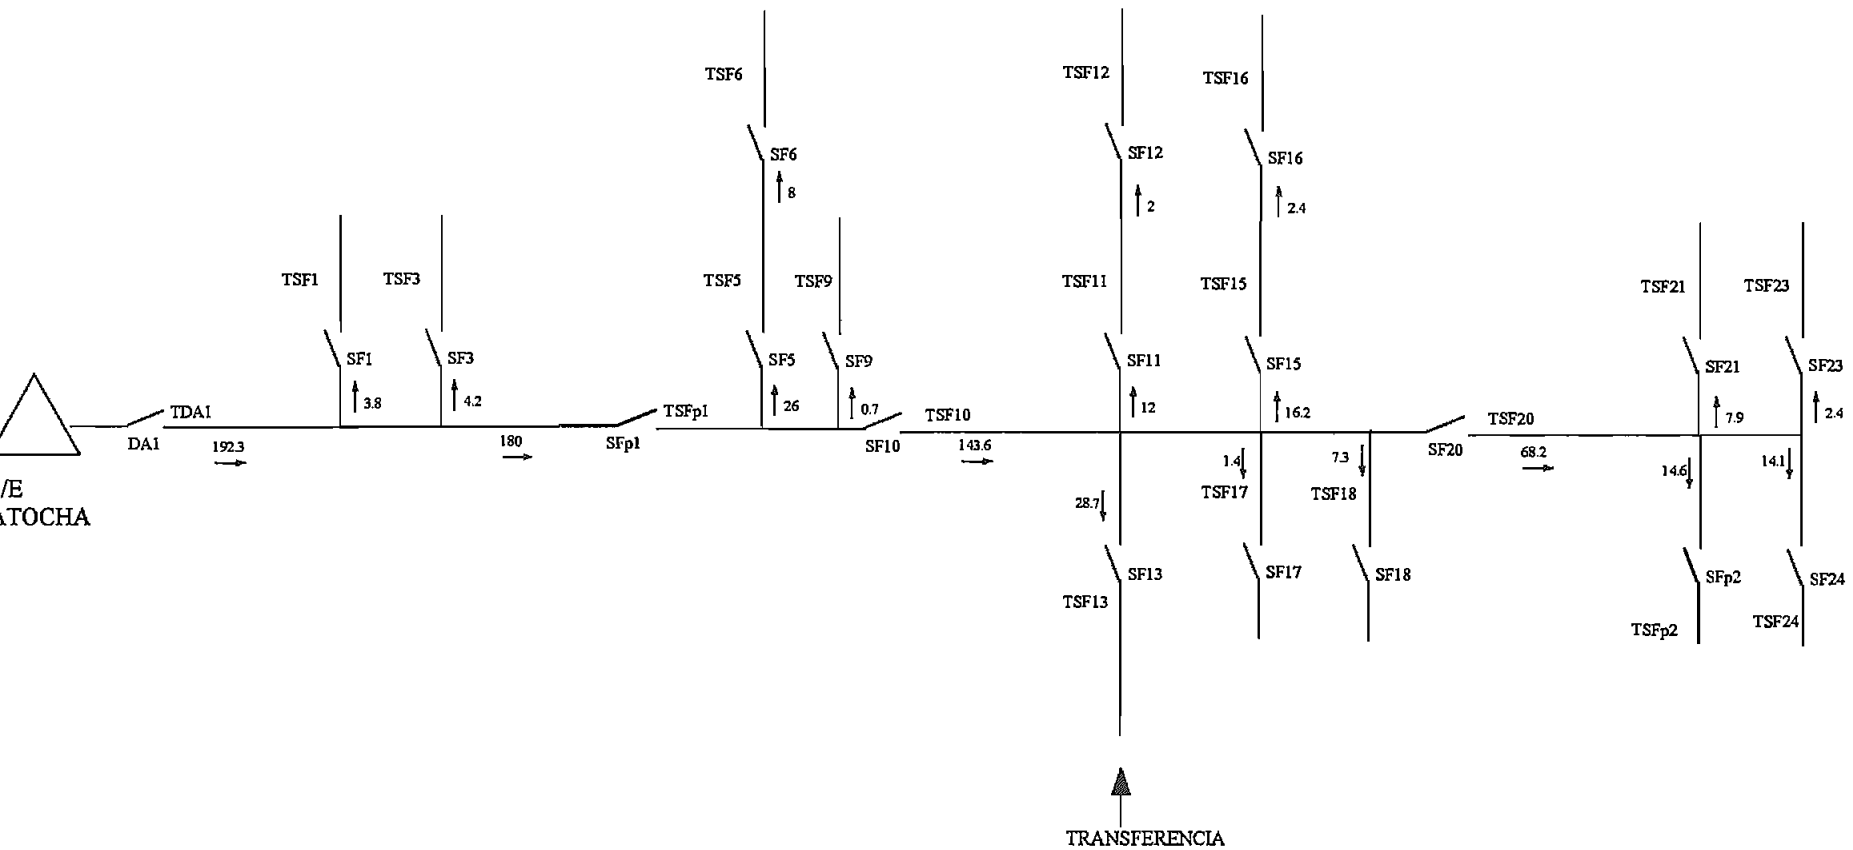 TSF6
TSF12
TSF16
SF6
8
SF12
2
SF16
2.4
TSF1
TSF3
TSF5
TSF9
TSF11
TSF15
TSF21
TSF23
SF1
3.8
SF3
4.2
SF5
26
SF9
0.7
SF11
12
SF15
16.2
SF21
7.9
SF23
2.4
TDA1
DA1
192.3
180
TSFp1
SFp1
TSF10
SF10
143.6
TSF20
SF20
68.2
/E
ATOCHA
28.7
1.4
TSF17
7.3
TSF18
14.6
14.1
SF13
TSF13
SF17
SF18
SFp2
TSFp2
SF24
TSF24
TRANSFERENCIA